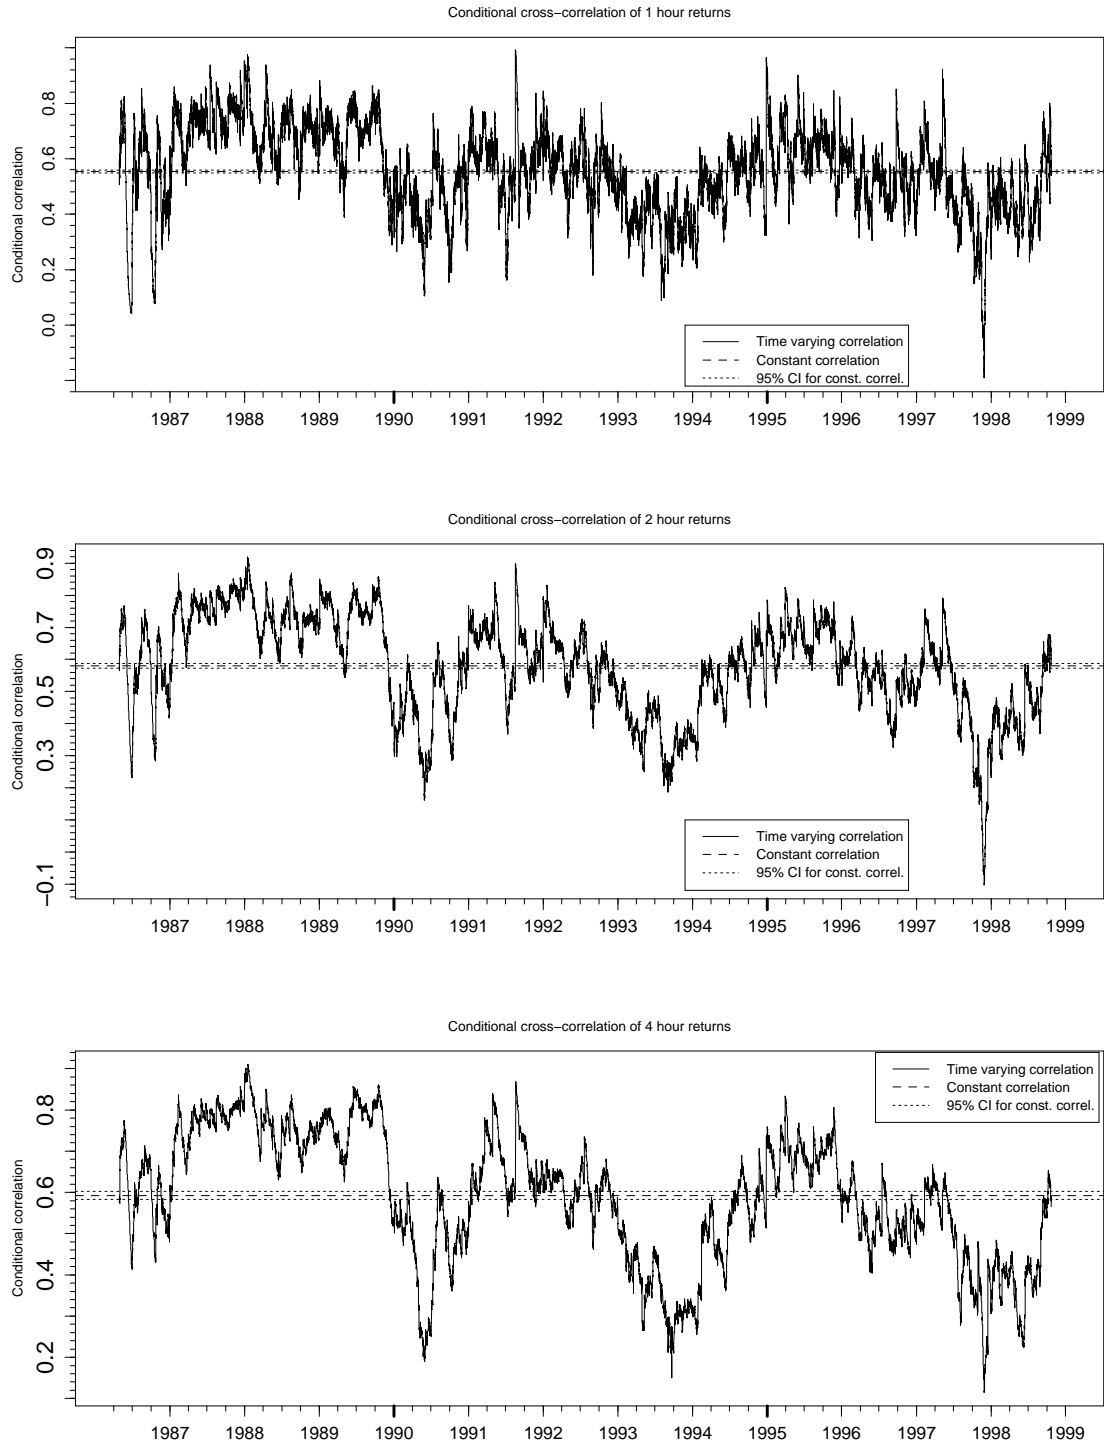 Conditional cross−correlation of 1 hour returns
Conditional correlation
0.8
0.6
0.4
0.2
0.0
Time varying correlation
Constant correlation
95% CI for const. correl.
1987 1988 1989 1990 1991 1992 1993 1994 1995 1996 1997 1998 1999
Conditional cross−correlation of 2 hour returns
Conditional correlation
0.9
0.7
0.5
0.3
−0.1
Time varying correlation
Constant correlation
95% CI for const. correl.
1987 1988 1989 1990 1991 1992 1993 1994 1995 1996 1997 1998 1999
Conditional cross−correlation of 4 hour returns
Conditional correlation
Time varying correlation
Constant correlation
95% CI for const. correl.
0.8
0.6
0.4
0.2
1987 1988 1989 1990 1991 1992 1993 1994 1995 1996 1997 1998 1999